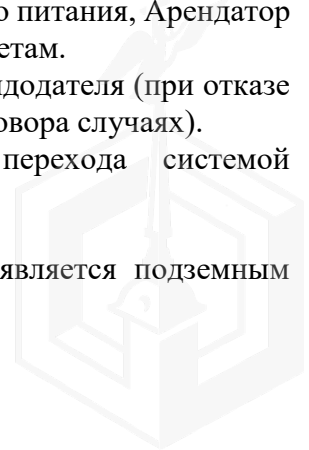 о питания, Арендатор
етам.
ндодателя (при отказе
овора случаях).
перехода системой
является подземным